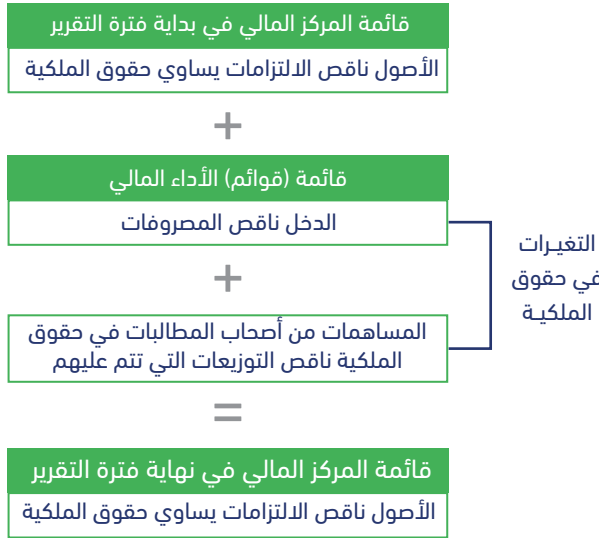 قائمة المركز المالي في بداية فترة التقرير
الأصول ناقص الالتزامات يساوي حقوق الملكية
+
قائمة (قوائم) الأداء المالي
الدخل ناقص المصروفات
+
المساهمات من أصحاب المطالبات في حقوق
الملكية ناقص التوزيعات التي تتم عليهم
التغيـرات
في حقوق
الملكيـة
=
قائمة المركز المالي في نهاية فترة التقرير
الأصول ناقص الالتزامات يساوي حقوق الملكية